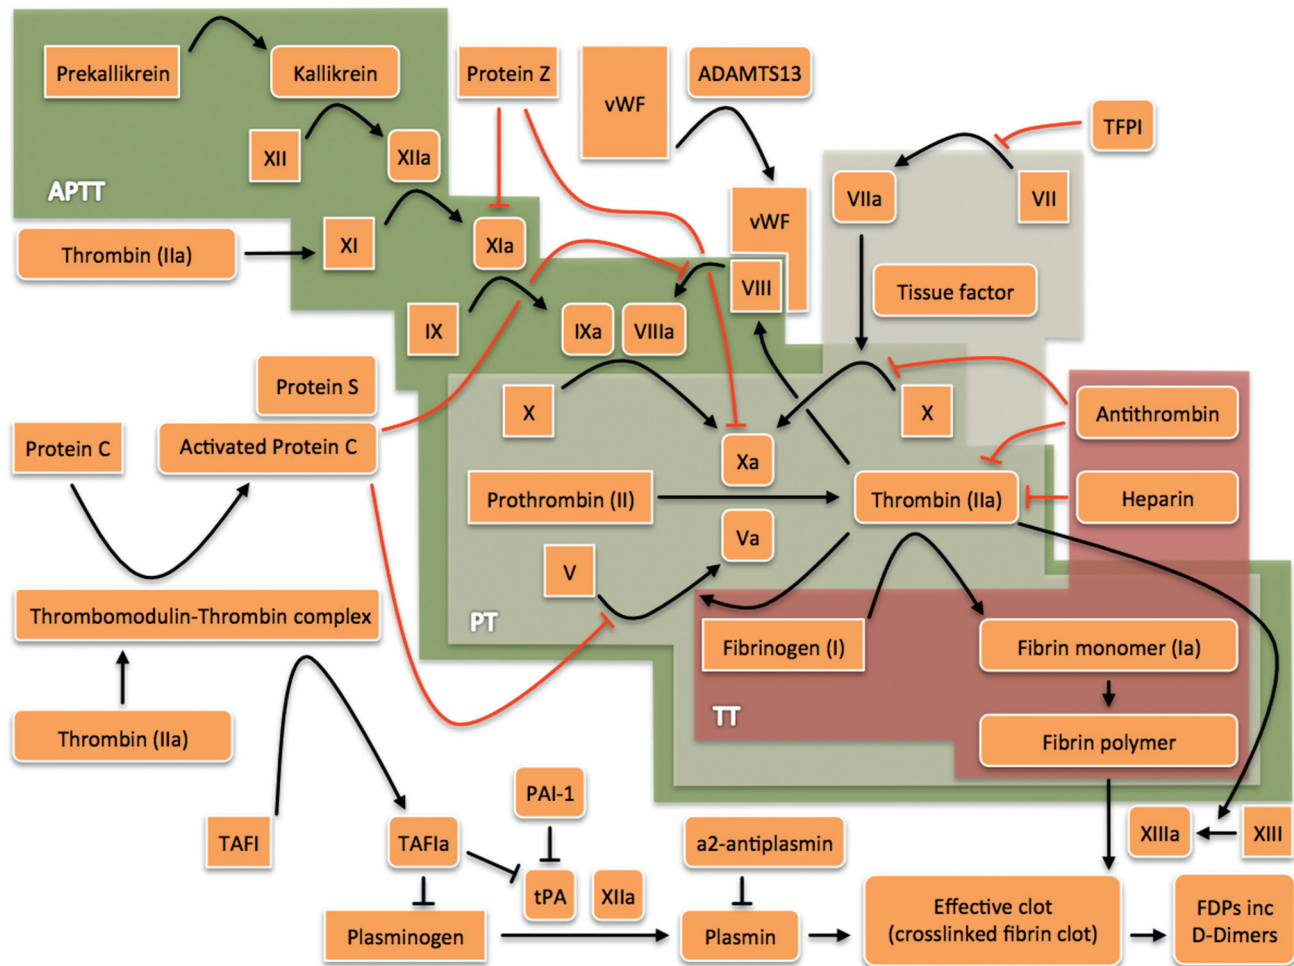 Prekallikrein
Kallikrein
Protein Z
vWF
ADAMTS13
TFPI
XII
XIIa
APTT
VIIa
VII
vWF
Thrombin (IIa)
XI
XIa
VIII
Tissue factor
IX
IXa
VIIIa
Protein S
X
X
Antithrombin
Protein C
Activated Protein C
Xa
Prothrombin (II)
Thrombin (IIa)
Heparin
Va
V
Thrombomodulin-Thrombin complex
PT
Fibrinogen (I)
Fibrin monomer (Ia)
TT
Thrombin (IIa)
Fibrin polymer
PAI-1
TAFI
TAFIa
a2-antiplasmin
XIIIa
XIII
tPA
XIIa
Plasminogen
Plasmin
Effective clot
(crosslinked fibrin clot)
FDPs inc
D-Dimers